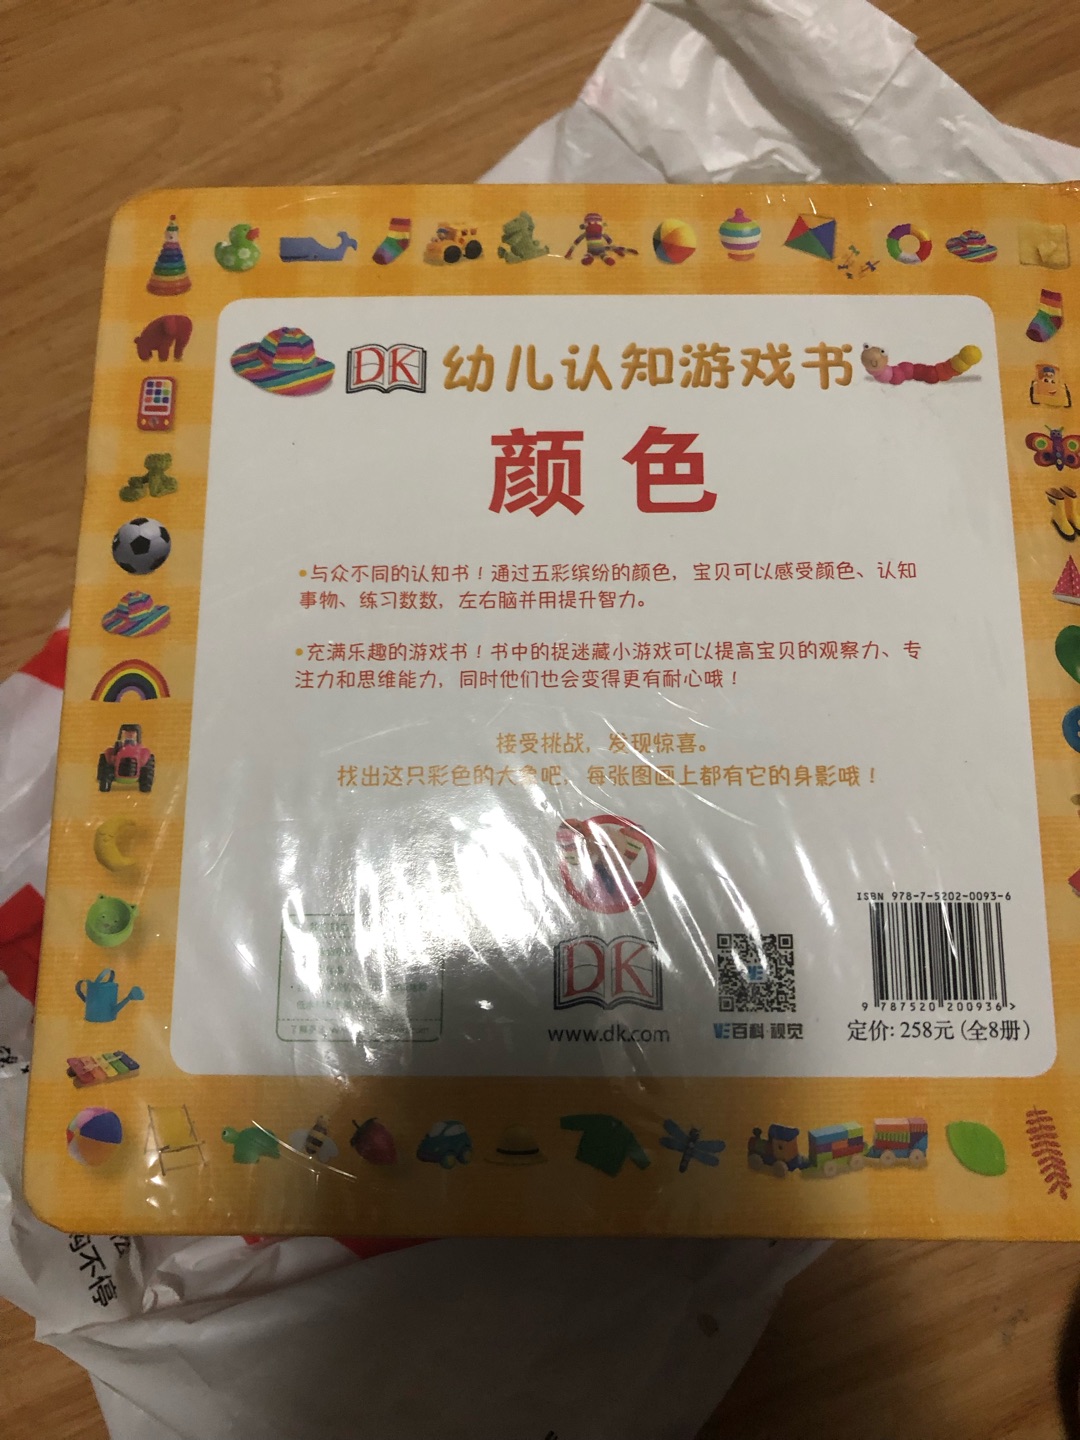 DK 幼儿认知游戏书
颜色
•与众不同的认知书！通过五彩缤纷的颜色，宝贝可以感受颜色、认知
事物、练习数数，左右脑并用提升智力。
•充满乐趣的游戏书！书中的捉迷藏小游戏可以提高宝贝的观察力、专
注力和思维能力，同时他们也会变得更有耐心哦！
接受挑战，发现惊喜。
找出这只彩色的大象吧，每张图画上都有它的身影哦！
ISBN 978-7-5202-0093-6
DK
www.dk.com
百科·视觉
9 787520 200936 >
定价: 258元 (全8册)
不停